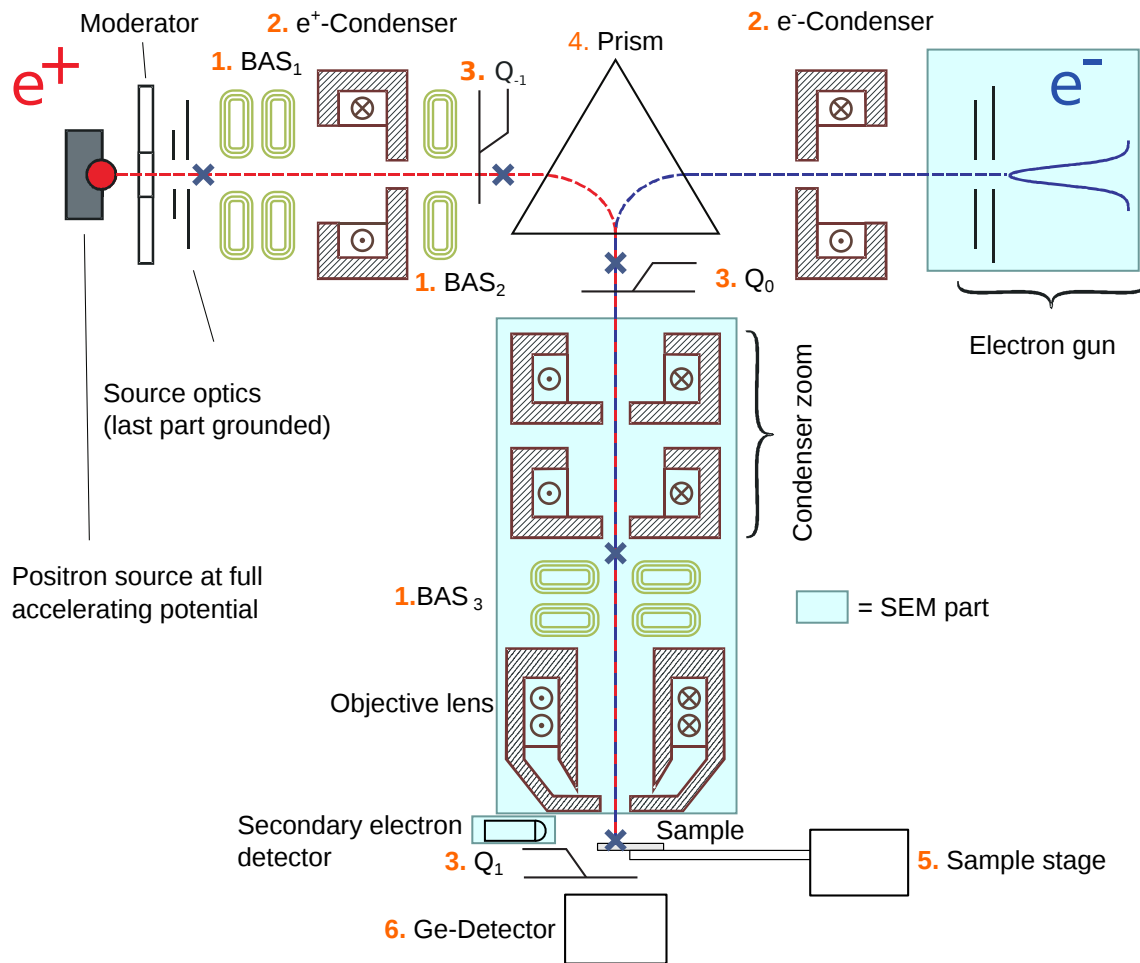 Moderator
2. e⁺-Condenser
2. e⁻-Condenser
e⁺
1. BAS₁
3. Q₋₁
4. Prism
e⁻
1. BAS₂
3. Q₀
Electron gun
Source optics
(last part grounded)
Condenser zoom
Positron source at full
accelerating potential
1.BAS ₃
= SEM part
Objective lens
Secondary electron
detector
Sample
3. Q₁
5. Sample stage
6. Ge-Detector